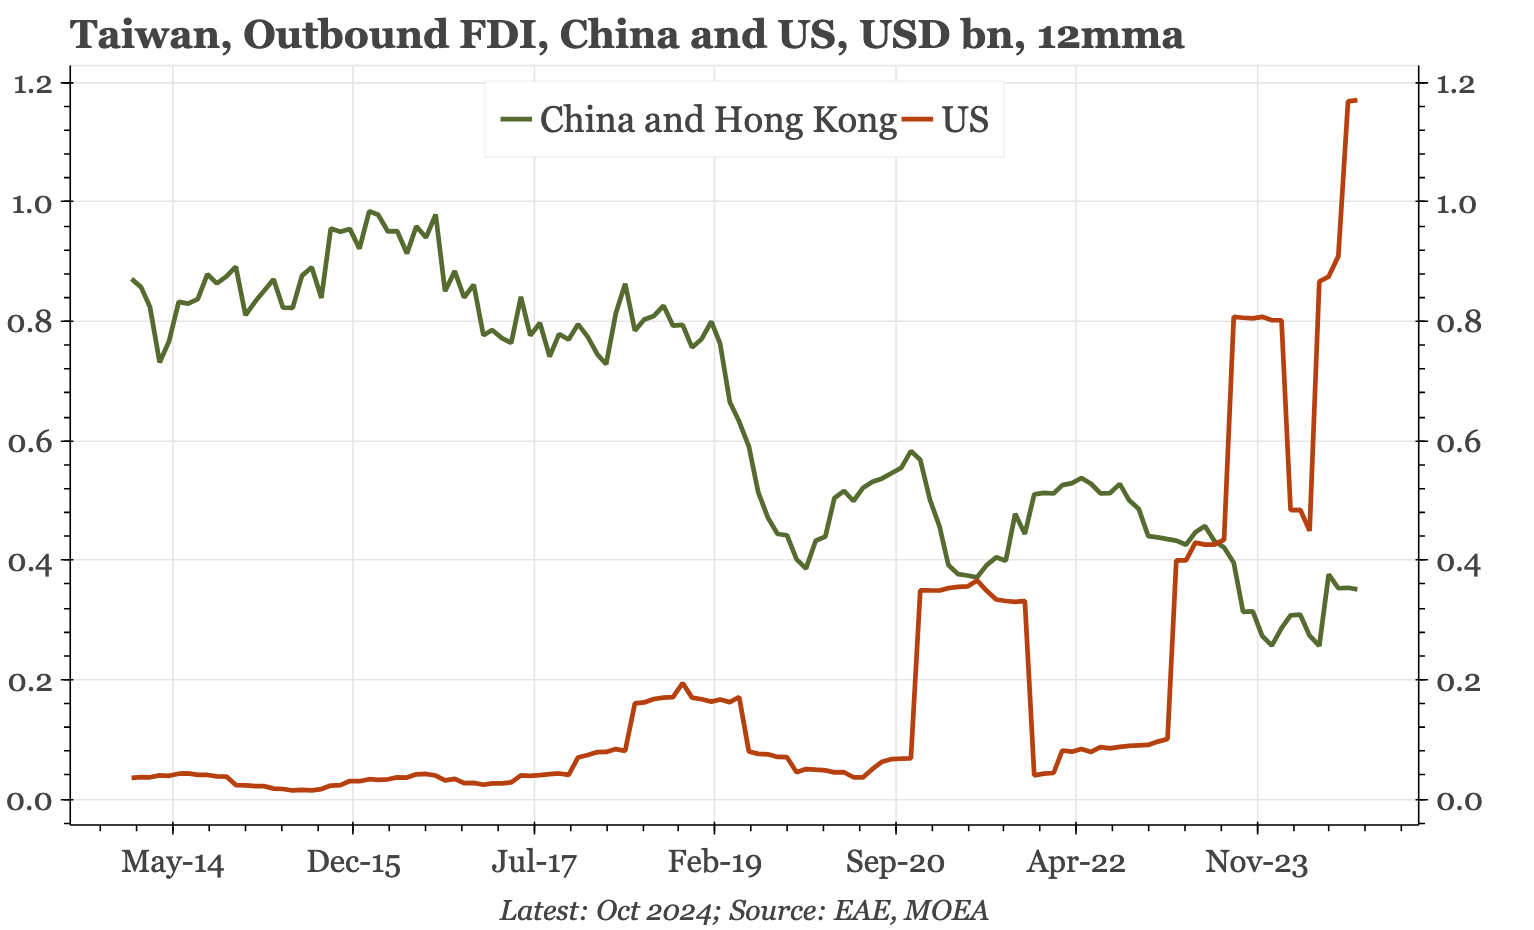 Taiwan, Outbound FDI, China and US, USD bn, 12mma
China and Hong Kong US
1.2 1.2
1.0 1.0
0.8 0.8
0.6 0.6
0.4 0.4
0.2 0.2
0.0 0.0
May-14 Dec-15 Jul-17 Feb-19 Sep-20 Apr-22 Nov-23
Latest: Oct 2024; Source: EAE, MOEA